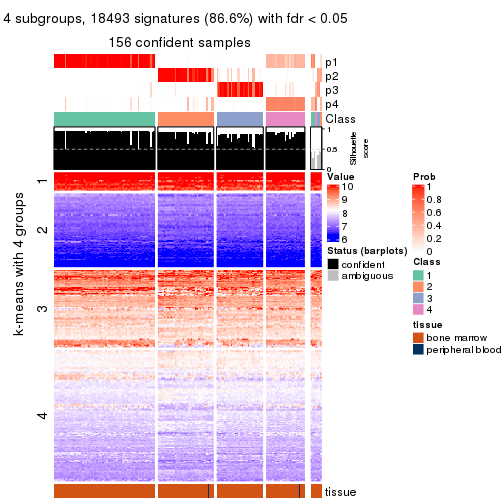 4 subgroups, 18493 signatures (86.6%) with fdr < 0.05
156 confident samples
p1
p2
p3
p4
Class
1
0.5
0
Silhouette
score
k-means with 4 groups
1
2
3
4
tissue
Value
10
9
8
7
6
Status (barplots)
confident
ambiguous
Prob
1
0.8
0.6
0.4
0.2
0
Class
1
2
3
4
tissue
bone marrow
peripheral blood